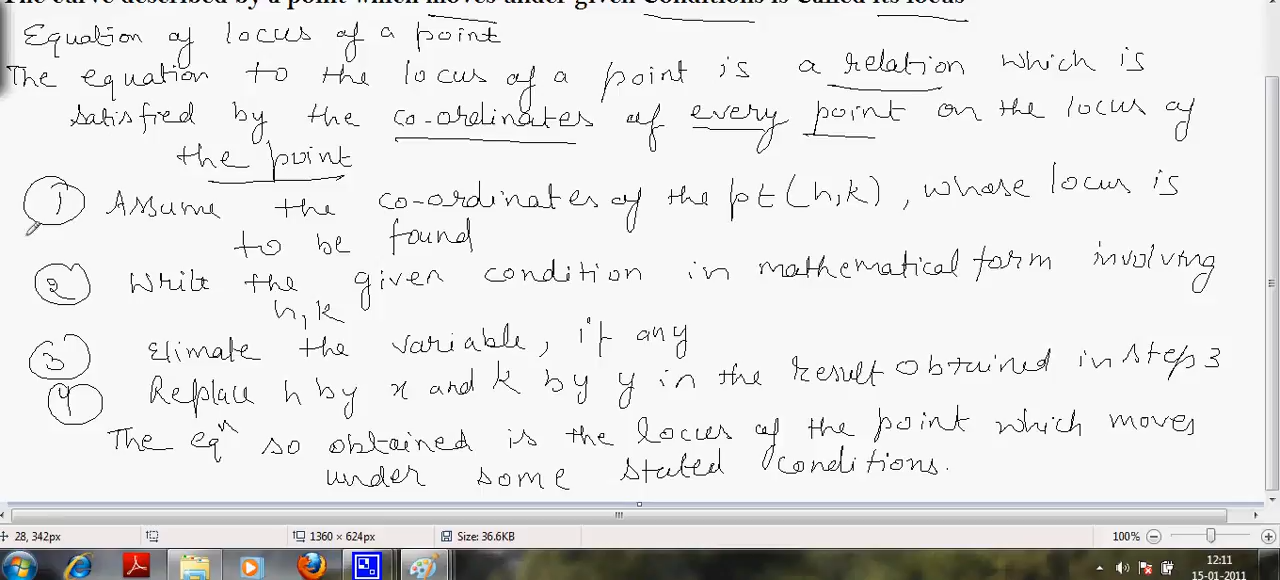 The curve described by a point which moves under given Conditions is Called its locus
Equation of locus of a point
The equation to the locus of a point is a relation which is
satisfied by the co-ordinates of every point on the locus of
the point
1 Assume the co-ordinates of the pt (h,k), whose locus is
to be found
2 Write the given condition in mathematical form involving
h, k
3 Elimate the variable, if any
4 Replace h by x and k by y in the result obtained in step 3
The eqn so obtained is the locus of the point which moves
under some stated conditions.
28, 342px 1360 × 624px Size: 36.6KB 100%
12:11
15-01-2011